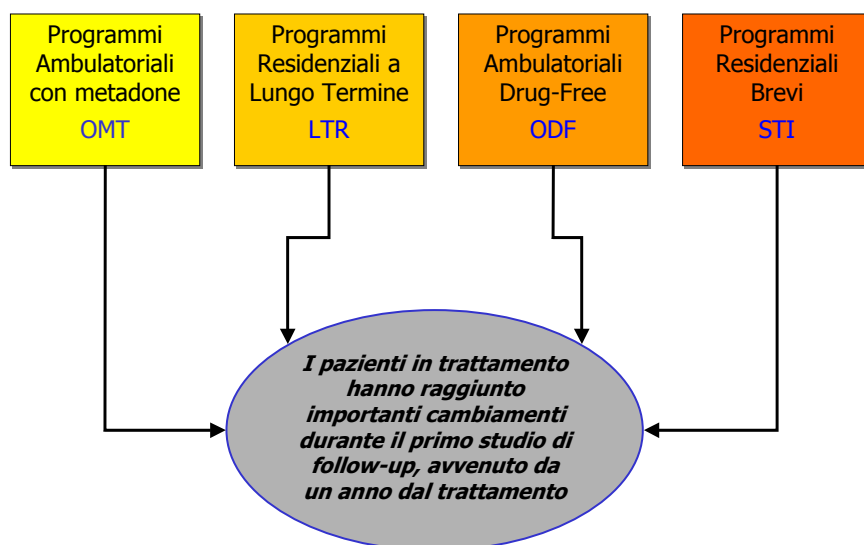 Programmi
Ambulatoriali
con metadone
OMT
Programmi
Residenziali a
Lungo Termine
LTR
Programmi
Ambulatoriali
Drug-Free
ODF
Programmi
Residenziali
Brevi
STI
I pazienti in trattamento
hanno raggiunto
importanti cambiamenti
durante il primo studio di
follow-up, avvenuto da
un anno dal trattamento